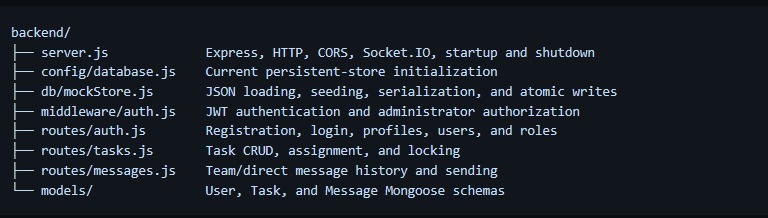 backend/
├── server.js             Express, HTTP, CORS, Socket.IO, startup and shutdown
├── config/database.js    Current persistent-store initialization
├── db/mockStore.js       JSON loading, seeding, serialization, and atomic writes
├── middleware/auth.js    JWT authentication and administrator authorization
├── routes/auth.js        Registration, login, profiles, users, and roles
├── routes/tasks.js       Task CRUD, assignment, and locking
├── routes/messages.js    Team/direct message history and sending
└── models/               User, Task, and Message Mongoose schemas